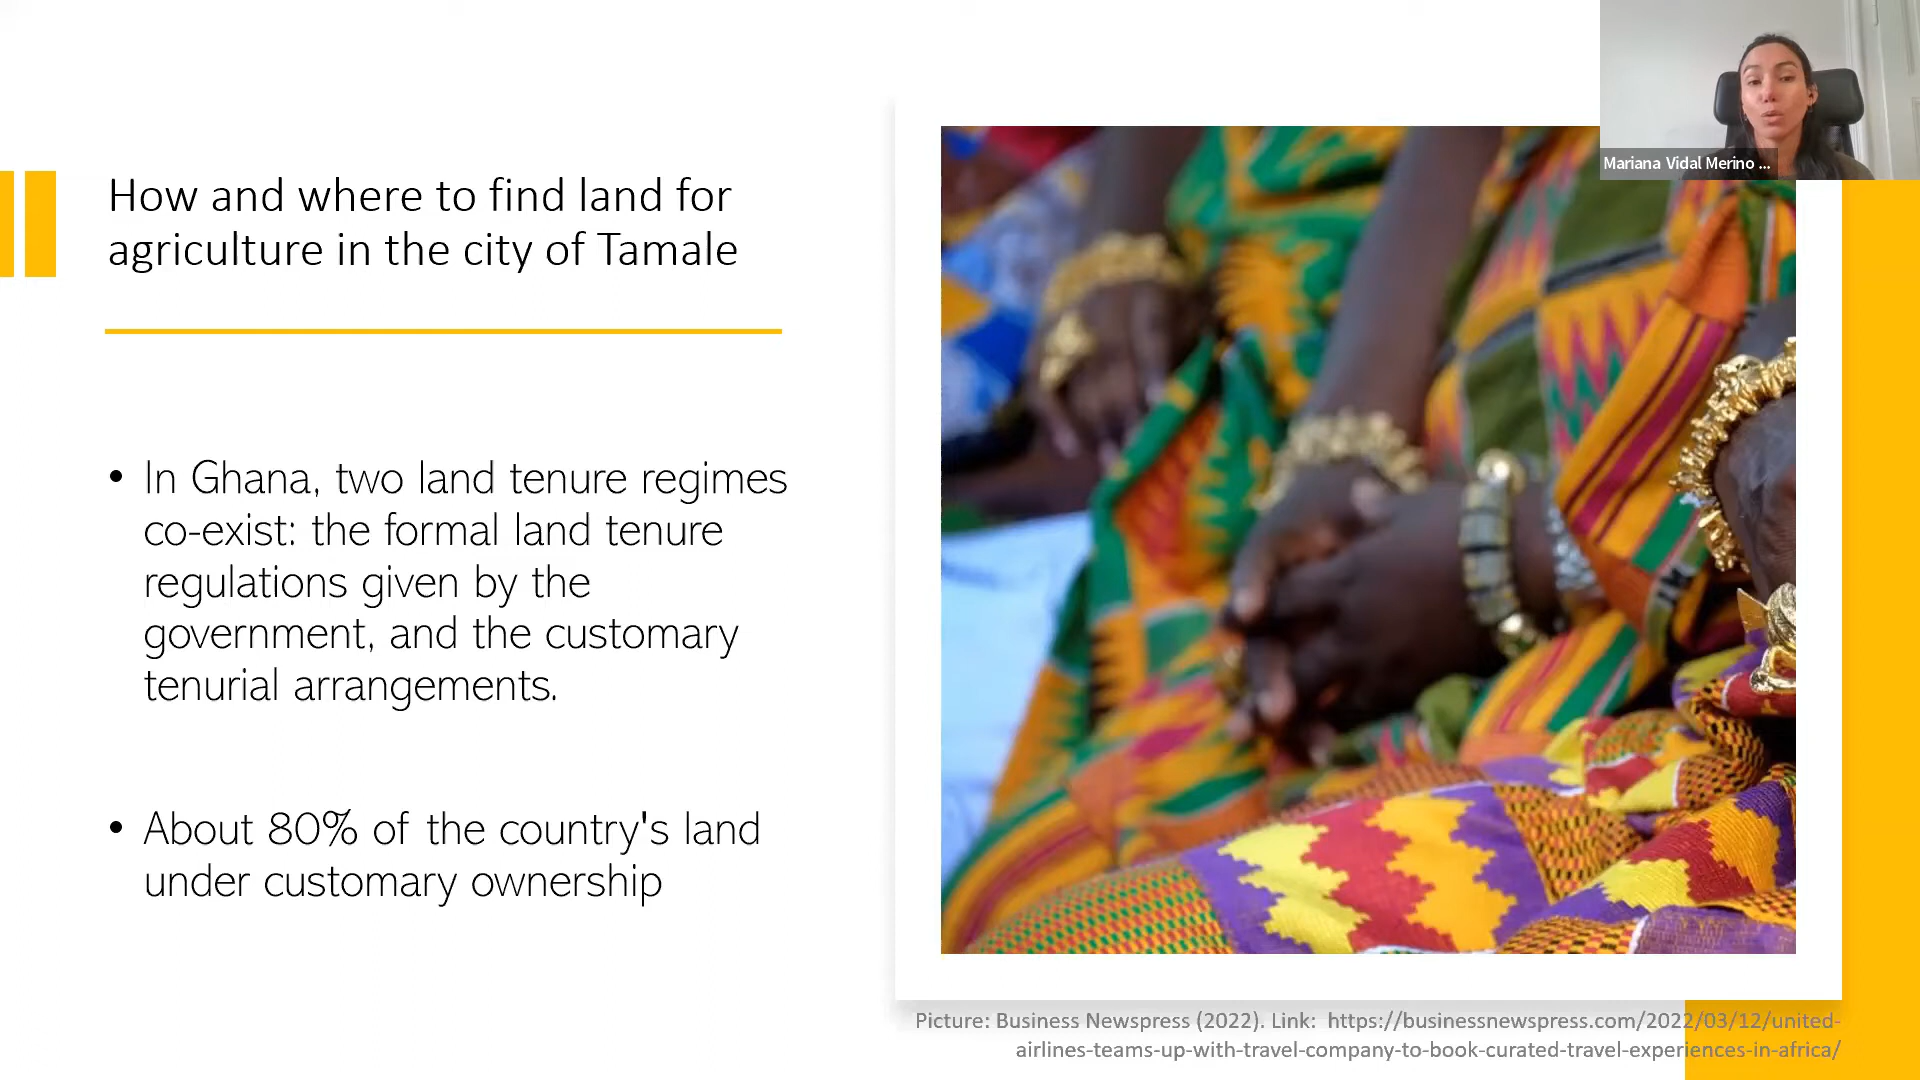 Mariana Vidal Merino ...
How and where to find land for
agriculture in the city of Tamale
• In Ghana, two land tenure regimes
co-exist: the formal land tenure
regulations given by the
government, and the customary
tenurial arrangements.
• About 80% of the country's land
under customary ownership
Picture: Business Newspress (2022). Link: https://businessnewspress.com/2022/03/12/united-
airlines-teams-up-with-travel-company-to-book-curated-travel-experiences-in-africa/